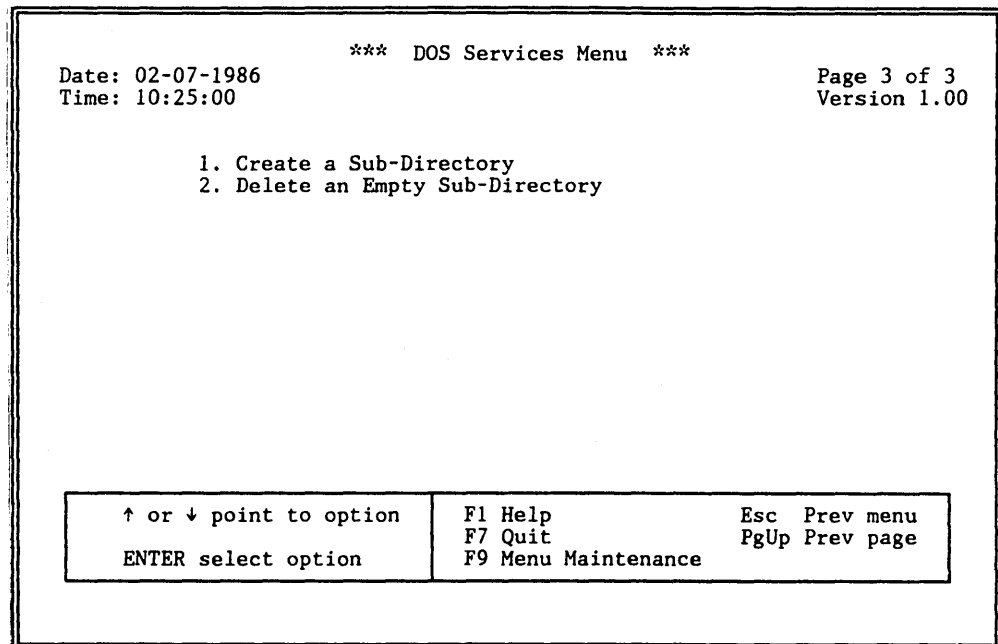 *** DOS Services Menu ***
Date: 02-07-1986 Page 3 of 3
Time: 10:25:00 Version 1.00
1. Create a Sub-Directory
2. Delete an Empty Sub-Directory
↑ or ↓ point to option F1 Help Esc Prev menu
F7 Quit PgUp Prev page
ENTER select option F9 Menu Maintenance